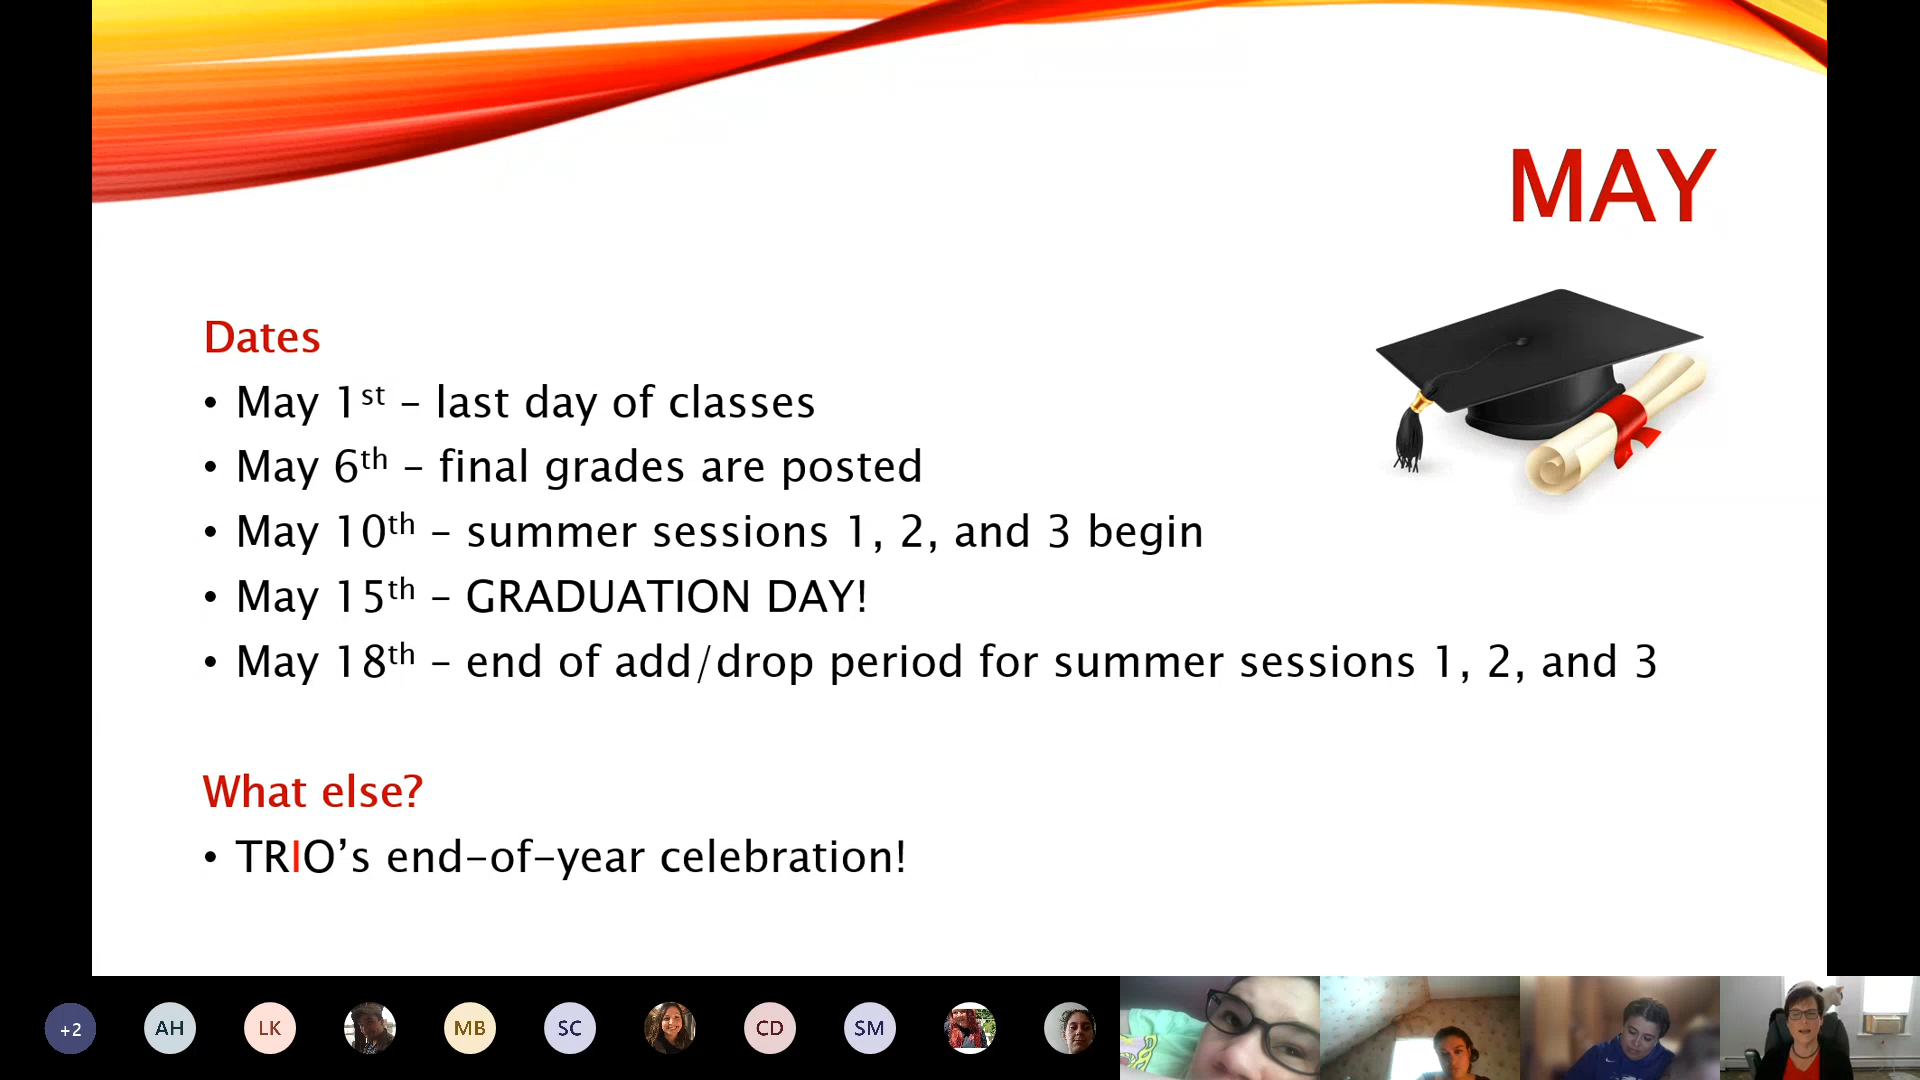 MAY
Dates
• May 1st – last day of classes
• May 6th – final grades are posted
• May 10th – summer sessions 1, 2, and 3 begin
• May 15th – GRADUATION DAY!
• May 18th – end of add/drop period for summer sessions 1, 2, and 3
What else?
• TRIO’s end-of-year celebration!
+2 AH LK MB SC CD SM